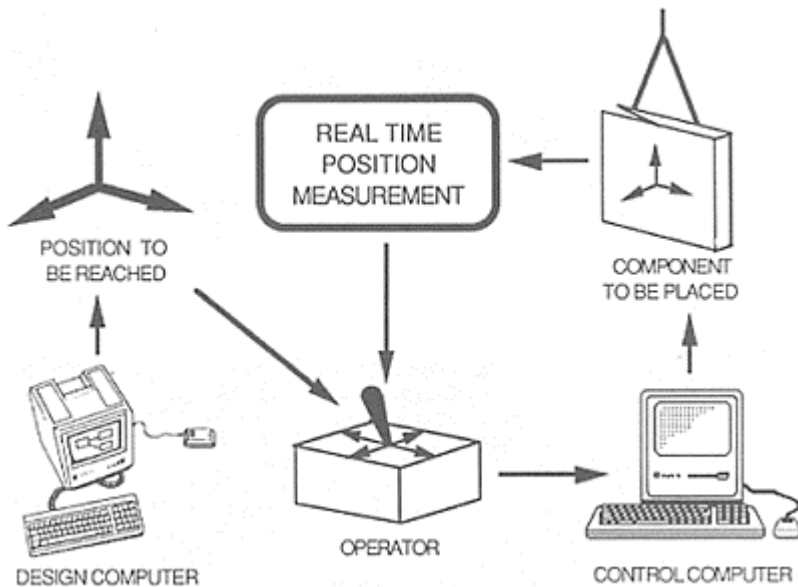 REAL TIME
POSITION
MEASUREMENT
POSITION TO
BE REACHED
COMPONENT
TO BE PLACED
OPERATOR
DESIGN COMPUTER
CONTROL COMPUTER